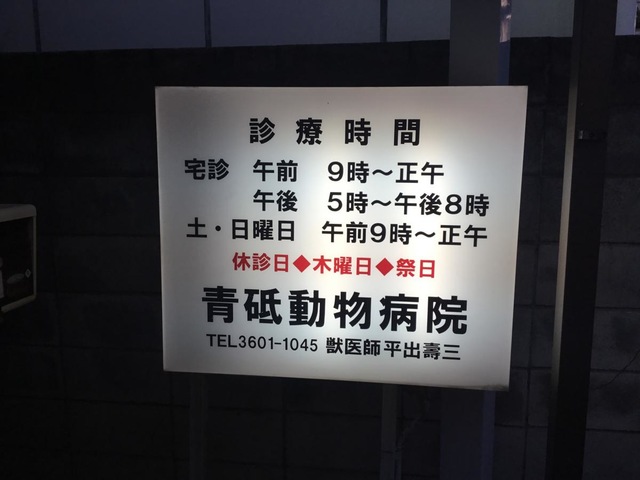 診療時間
宅診 午前 9時～正午
午後 5時～午後8時
土・日曜日 午前9時～正午
休診日◆木曜日◆祭日
青砥動物病院
TEL3601-1045 獣医師平出壽三